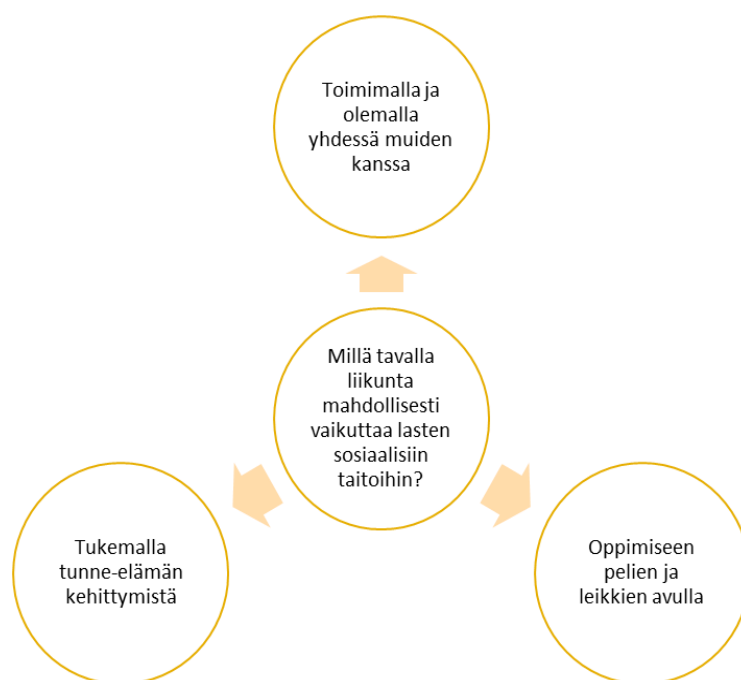 Toimimalla ja
olemalla
yhdessä muiden
kanssa
Millä tavalla
liikunta
mahdollisesti
vaikuttaa lasten
sosiaalisiin
taitoihin?
Tukemalla
tunne-elämän
kehittymistä
Oppimiseen
pelien ja
leikkien avulla